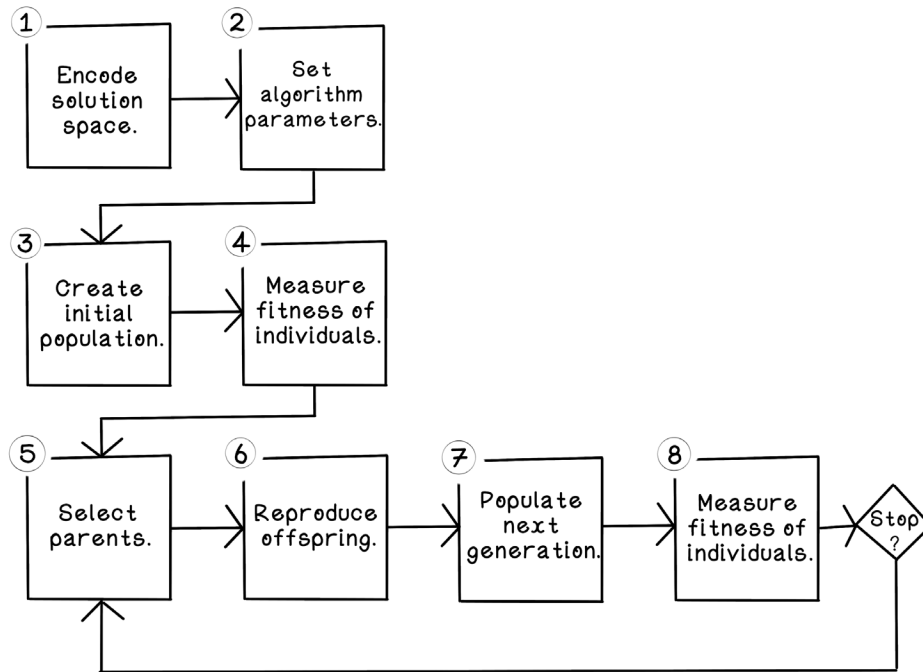 1
Encode
solution
space.
2
Set
algorithm
parameters.
3
Create
initial
population.
4
Measure
fitness of
individuals.
5
Select
parents.
6
Reproduce
offspring.
7
Populate
next
generation.
8
Measure
fitness of
individuals.
Stop
?